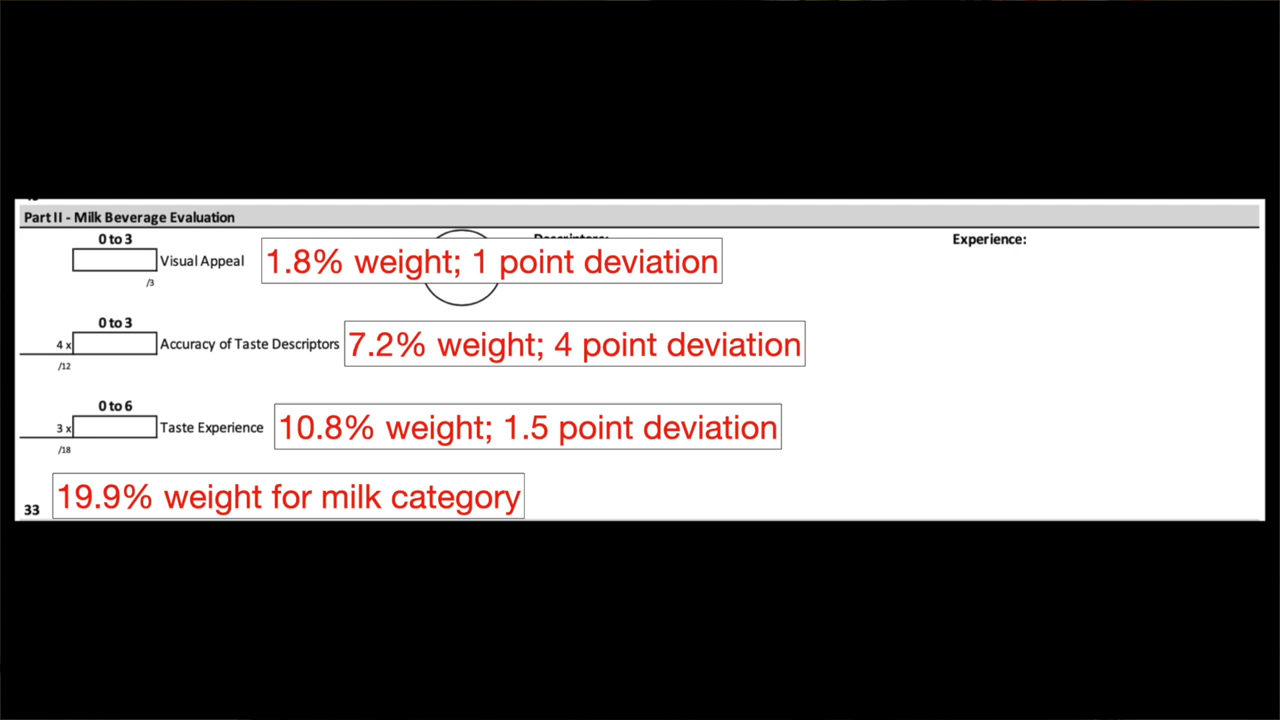 Part II - Milk Beverage Evaluation
0 to 3
Experience:
Visual Appeal
1.8% weight; 1 point deviation
/3
0 to 3
4 x
Accuracy of Taste Descriptors
7.2% weight; 4 point deviation
/12
0 to 6
3 x
Taste Experience
10.8% weight; 1.5 point deviation
/18
19.9% weight for milk category
33